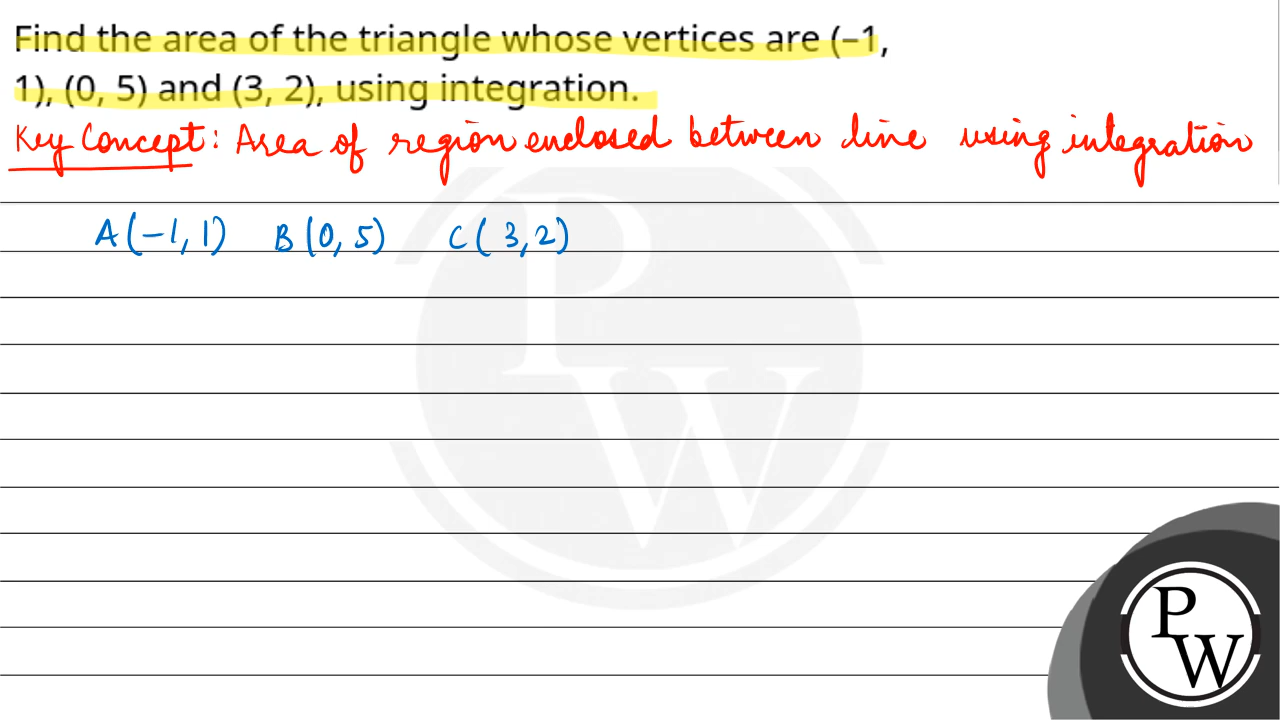 Find the area of the triangle whose vertices are (–1,
1), (0, 5) and (3, 2), using integration.
Key Concept: Area of region enclosed between line using integration
A(-1, 1) B(0, 5) C(3, 2)
P
W
P
W